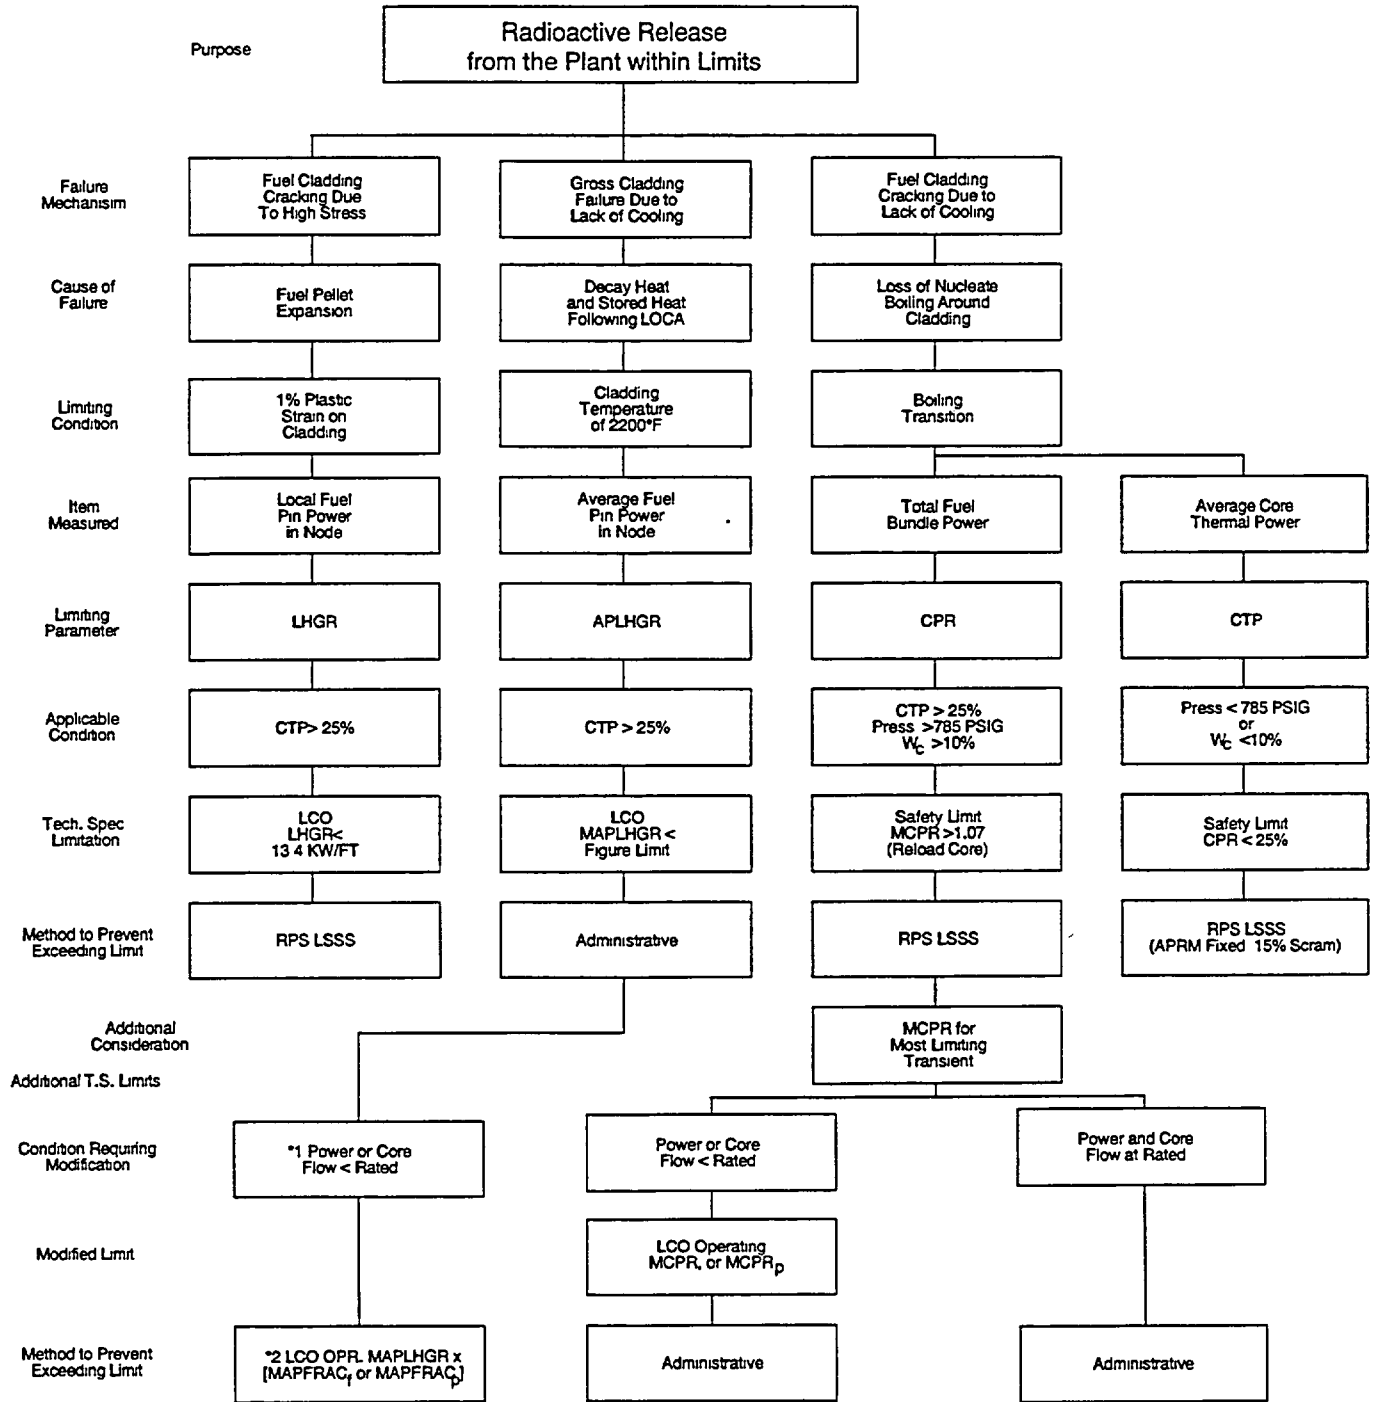 Purpose
Radioactive Release
from the Plant within Limits
Failure
Mechanisim
Fuel Cladding
Cracking Due
To High Stress
Gross Cladding
Failure Due to
Lack of Cooling
Fuel Cladding
Cracking Due to
Lack of Cooling
Cause of
Failure
Fuel Pellet
Expansion
Decay Heat
and Stored Heat
Following LOCA
Loss of Nucleate
Boiling Around
Cladding
Limiting
Condition
1% Plastic
Strain on
Cladding
Cladding
Temperature
of 2200°F
Boiling
Transition
Item
Measured
Local Fuel
Pin Power
in Node
Average Fuel
Pin Power
in Node
Total Fuel
Bundle Power
Average Core
Thermal Power
Limiting
Parameter
LHGR
APLHGR
CPR
CTP
Applicable
Condition
CTP> 25%
CTP > 25%
CTP > 25%
Press >785 PSIG
Wc >10%
Press < 785 PSIG
or
Wc <10%
Tech. Spec
Limitation
LCO
LHGR<
13 4 KW/FT
LCO
MAPLHGR <
Figure Limit
Safety Limit
MCPR >1.07
(Reload Core)
Safety Limit
CPR < 25%
Method to Prevent
Exceeding Limit
RPS LSSS
Administrative
RPS LSSS
RPS LSSS
(APRM Fixed 15% Scram)
Additional
Consideration
MCPR for
Most Limiting
Transient
Additional T.S. Limits
Condition Requiring
Modification
*1 Power or Core
Flow < Rated
Power or Core
Flow < Rated
Power and Core
Flow at Rated
Modified Limit
LCO Operating
MCPR, or MCPRp
Method to Prevent
Exceeding Limit
*2 LCO OPR. MAPLHGR x
[MAPFRACf or MAPFRACp]
Administrative
Administrative